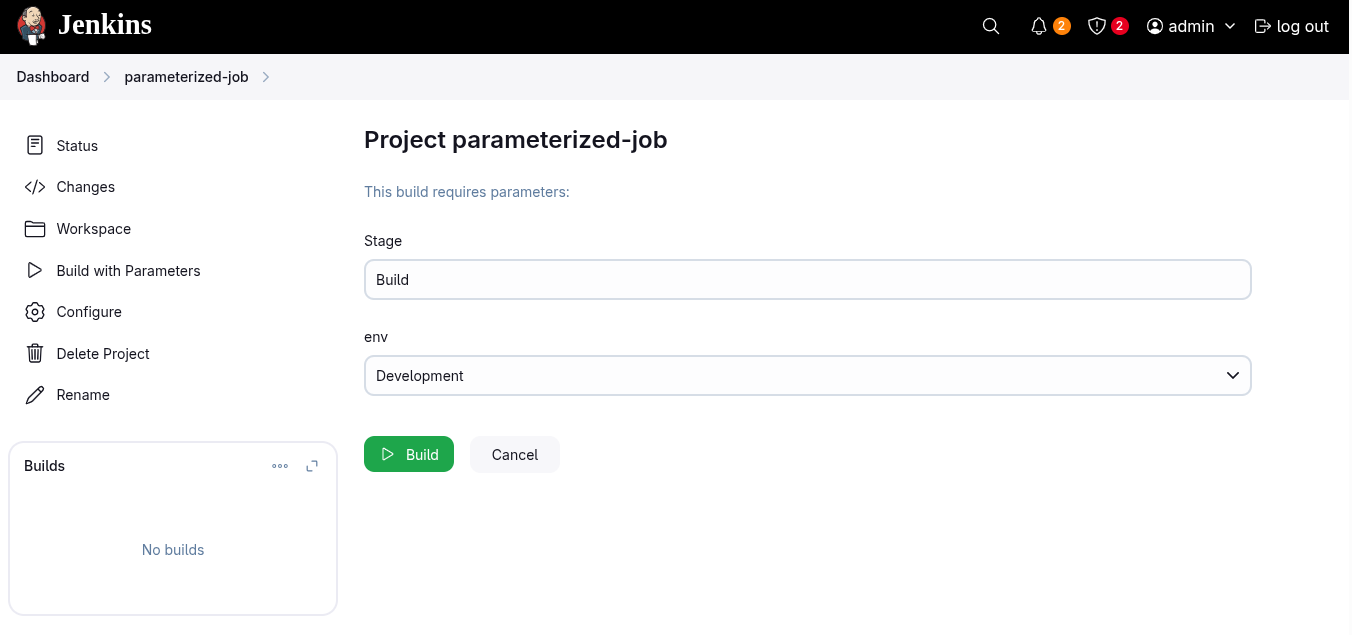 Jenkins
2
2
admin
log out
Dashboard
parameterized-job
Status
Changes
Workspace
Build with Parameters
Configure
Delete Project
Rename
Builds
No builds
Project parameterized-job
This build requires parameters:
Stage
Build
env
Development
Build
Cancel